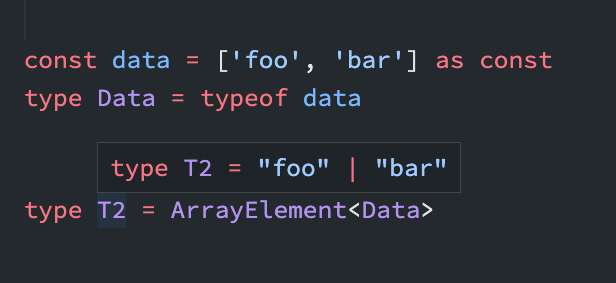 const data = ['foo', 'bar'] as const
type Data = typeof data
type T2 = "foo" | "bar"
type T2 = ArrayElement<Data>